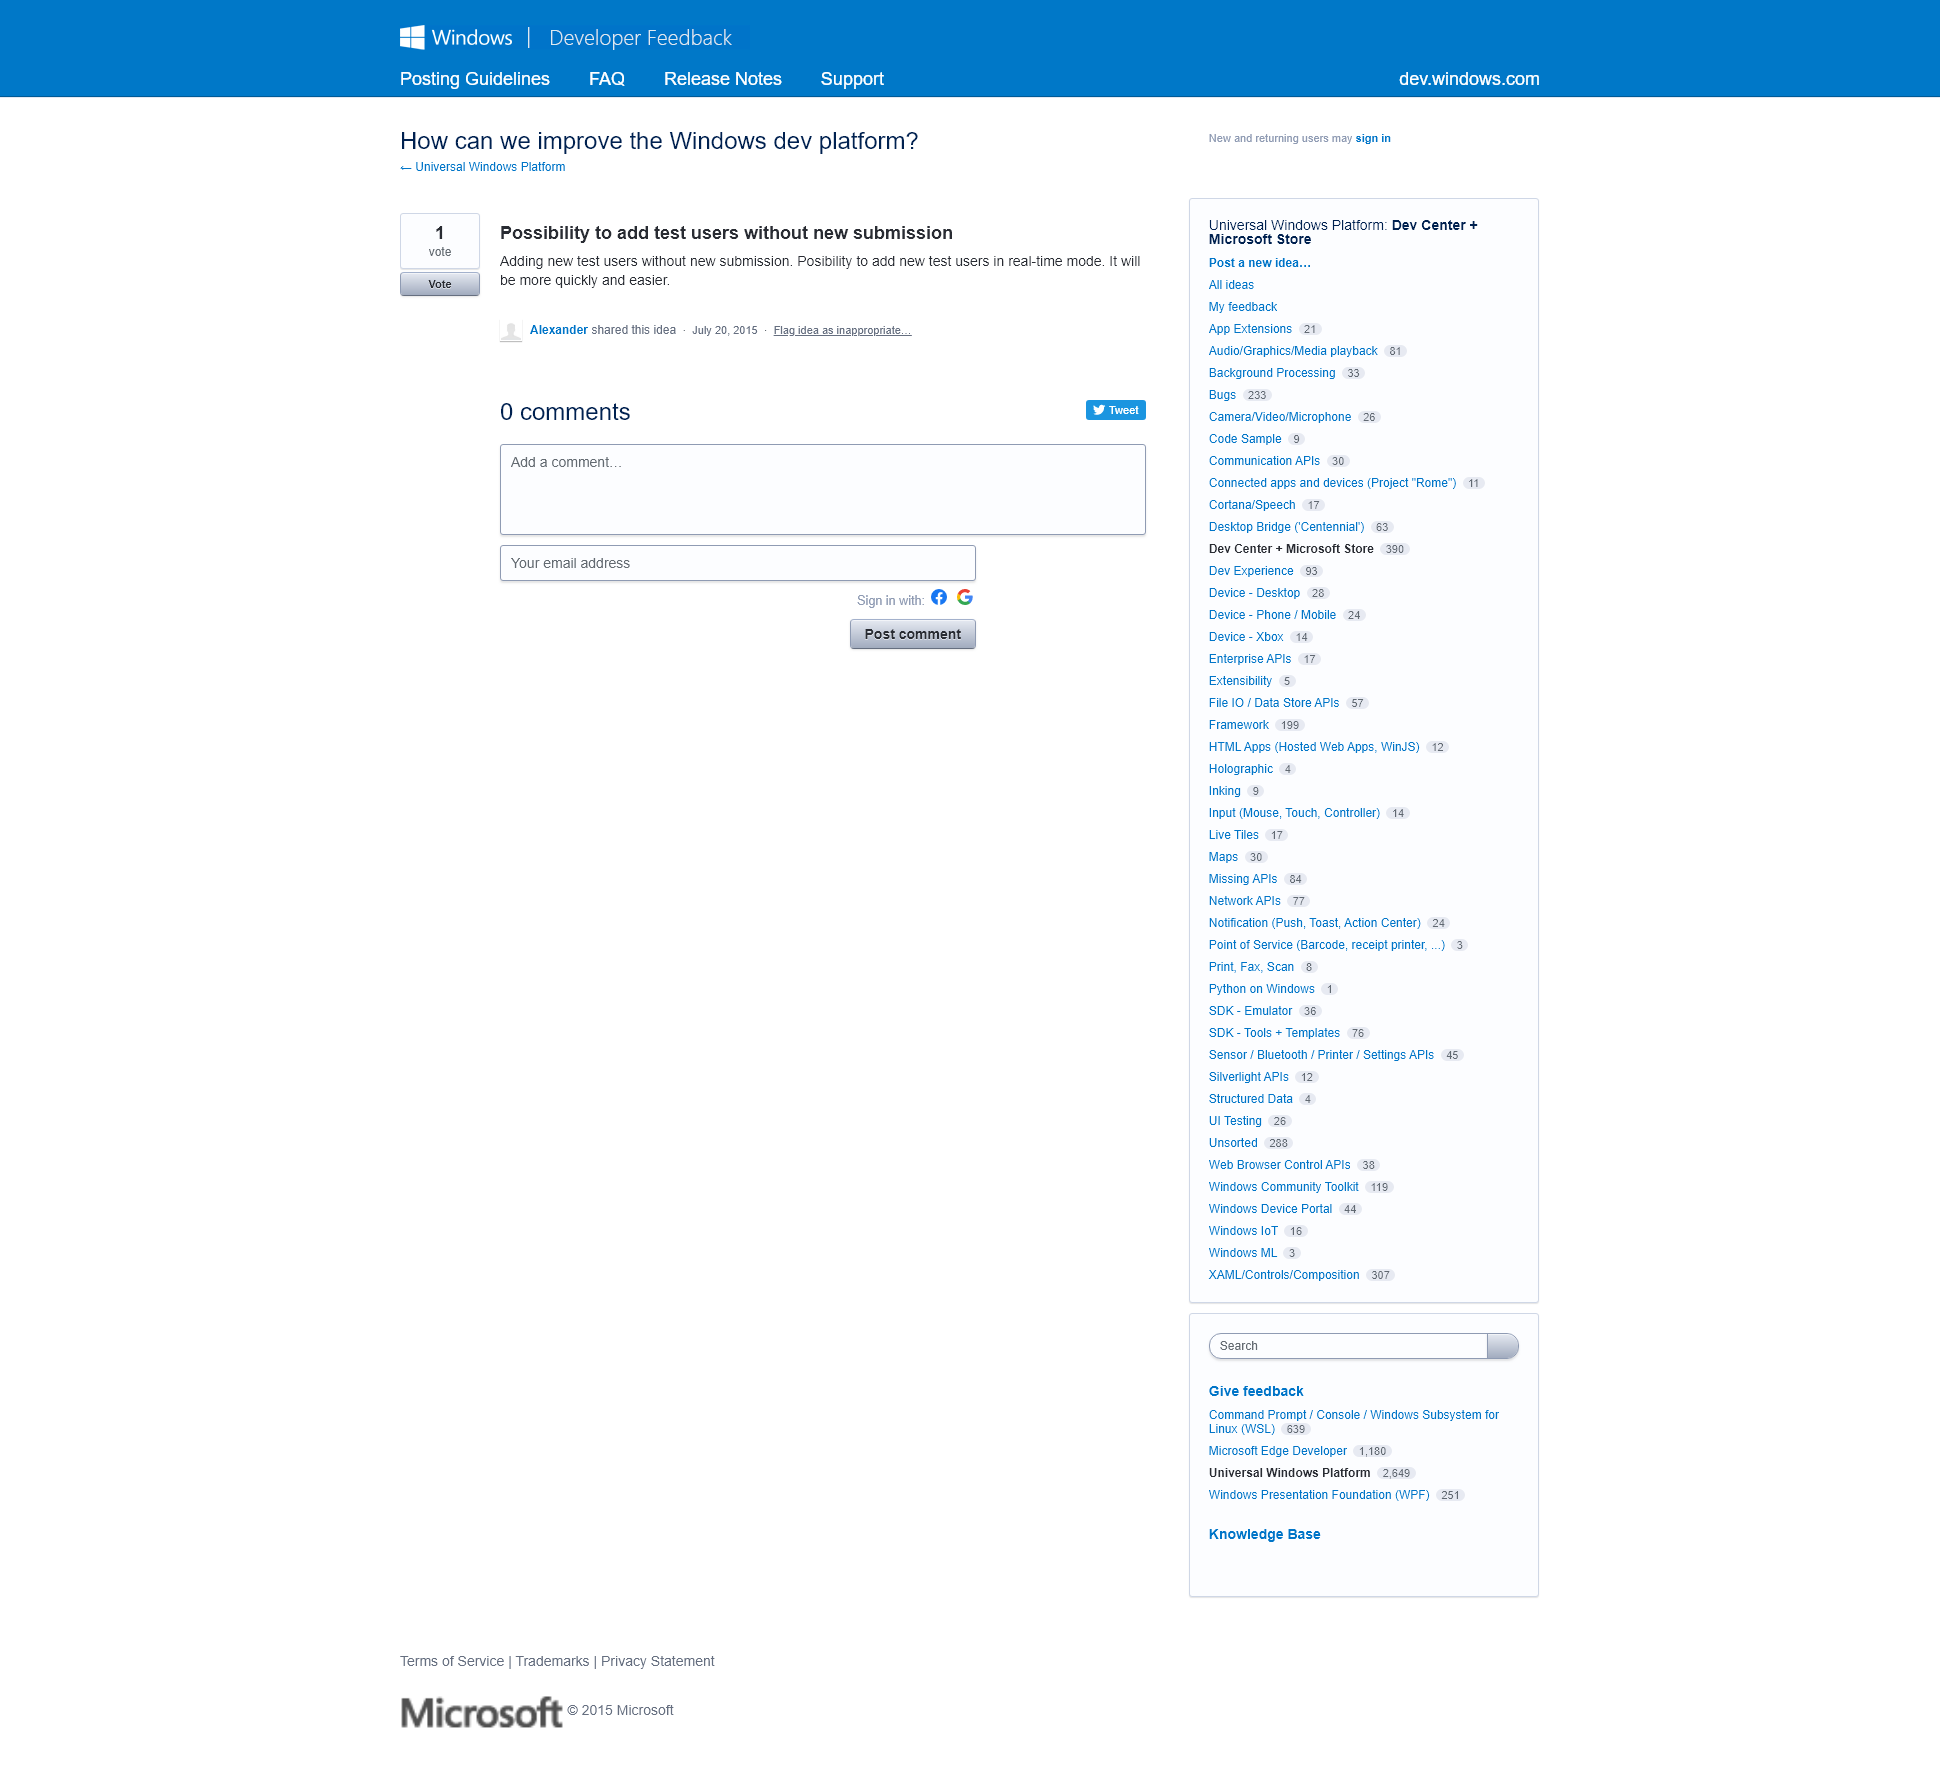 Windows | Developer Feedback
Posting Guidelines FAQ Release Notes Support dev.windows.com
How can we improve the Windows dev platform?
← Universal Windows Platform
New and returning users may sign in
1
vote
Vote
Possibility to add test users without new submission
Adding new test users without new submission. Posibility to add new test users in real-time mode. It will
be more quickly and easier.
Alexander shared this idea · July 20, 2015 · Flag idea as inappropriate…
0 comments
Tweet
Add a comment…
Your email address
Sign in with:
Post comment
Universal Windows Platform: Dev Center +
Microsoft Store
Post a new idea…
All ideas
My feedback
App Extensions 21
Audio/Graphics/Media playback 81
Background Processing 33
Bugs 233
Camera/Video/Microphone 26
Code Sample 9
Communication APIs 30
Connected apps and devices (Project "Rome") 11
Cortana/Speech 17
Desktop Bridge ('Centennial') 63
Dev Center + Microsoft Store 390
Dev Experience 93
Device - Desktop 28
Device - Phone / Mobile 24
Device - Xbox 14
Enterprise APIs 17
Extensibility 5
File IO / Data Store APIs 57
Framework 199
HTML Apps (Hosted Web Apps, WinJS) 12
Holographic 4
Inking 9
Input (Mouse, Touch, Controller) 14
Live Tiles 17
Maps 30
Missing APIs 84
Network APIs 77
Notification (Push, Toast, Action Center) 24
Point of Service (Barcode, receipt printer, ...) 3
Print, Fax, Scan 8
Python on Windows 1
SDK - Emulator 36
SDK - Tools + Templates 76
Sensor / Bluetooth / Printer / Settings APIs 45
Silverlight APIs 12
Structured Data 4
UI Testing 26
Unsorted 288
Web Browser Control APIs 38
Windows Community Toolkit 119
Windows Device Portal 44
Windows IoT 16
Windows ML 3
XAML/Controls/Composition 307
Search
Give feedback
Command Prompt / Console / Windows Subsystem for
Linux (WSL) 639
Microsoft Edge Developer 1,180
Universal Windows Platform 2,649
Windows Presentation Foundation (WPF) 251
Knowledge Base
Terms of Service | Trademarks | Privacy Statement
Microsoft © 2015 Microsoft